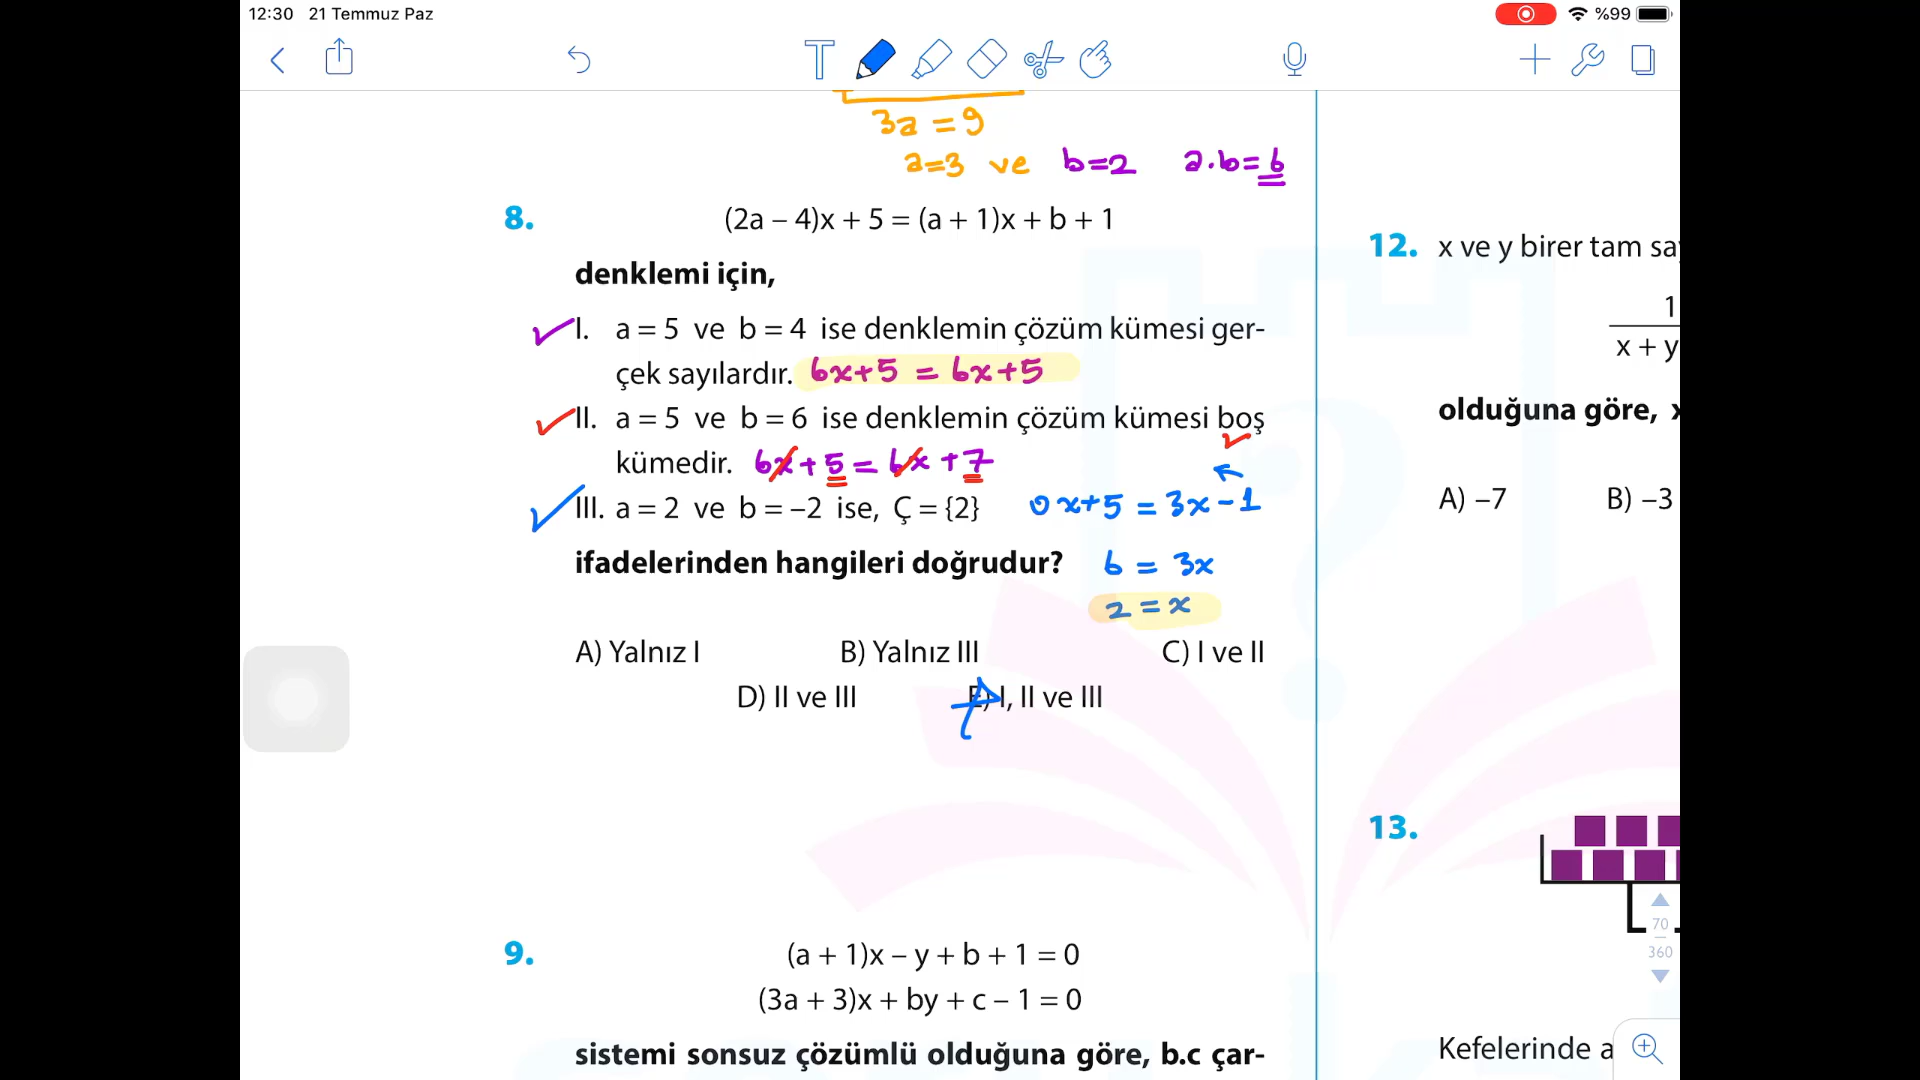 12:30 21 Temmuz Paz
%99
T
3a = 9
a=3 ve b=2 a.b=6
8. (2a – 4)x + 5 = (a + 1)x + b + 1
denklemi için,
I. a = 5 ve b = 4 ise denklemin çözüm kümesi ger-
çek sayılardır. 6x+5 = 6x+5
II. a = 5 ve b = 6 ise denklemin çözüm kümesi boş
kümedir. 6x+5 = 6x+7
III. a = 2 ve b = –2 ise, Ç = {2} 0x+5 = 3x-1
ifadelerinden hangileri doğrudur? 6 = 3x
2 = x
A) Yalnız I B) Yalnız III C) I ve II
D) II ve III E) I, II ve III
9. (a + 1)x – y + b + 1 = 0
(3a + 3)x + by + c – 1 = 0
sistemi sonsuz çözümlü olduğuna göre, b.c çar-
12. x ve y birer tam say
1
x + y
olduğuna göre, x
A) –7 B) –3
13.
70
360
Kefelerinde a